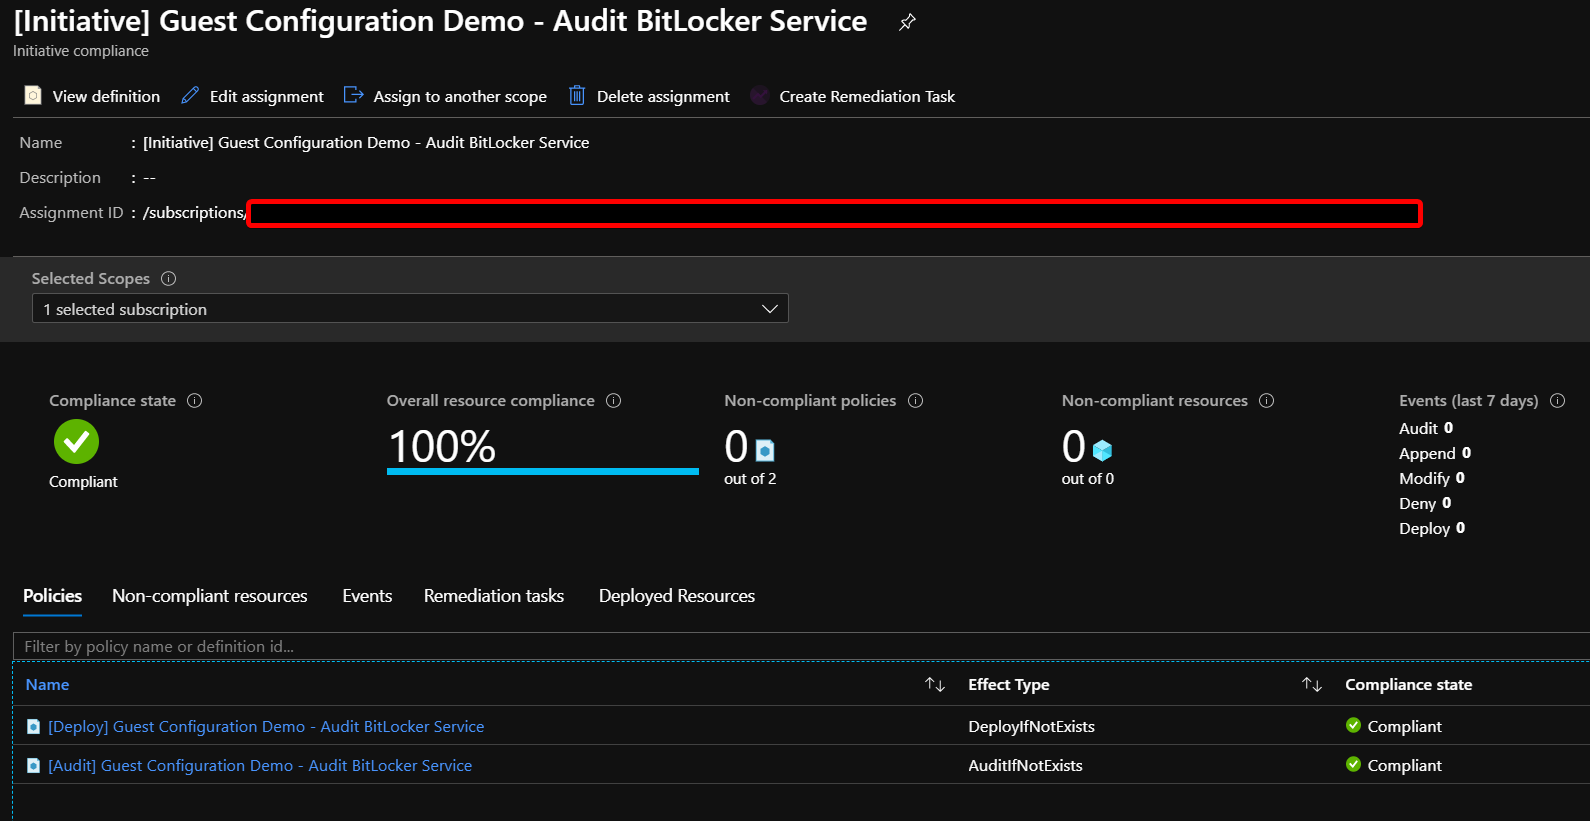 [Initiative] Guest Configuration Demo - Audit BitLocker Service
Initiative compliance
View definition Edit assignment Assign to another scope Delete assignment Create Remediation Task
Name : [Initiative] Guest Configuration Demo - Audit BitLocker Service
Description : --
Assignment ID : /subscriptions/
Selected Scopes
1 selected subscription
Compliance state
Compliant
Overall resource compliance
100%
Non-compliant policies
0
out of 2
Non-compliant resources
0
out of 0
Events (last 7 days)
Audit 0
Append 0
Modify 0
Deny 0
Deploy 0
Policies Non-compliant resources Events Remediation tasks Deployed Resources
Filter by policy name or definition id...
Name Effect Type Compliance state
[Deploy] Guest Configuration Demo - Audit BitLocker Service DeployIfNotExists Compliant
[Audit] Guest Configuration Demo - Audit BitLocker Service AuditIfNotExists Compliant